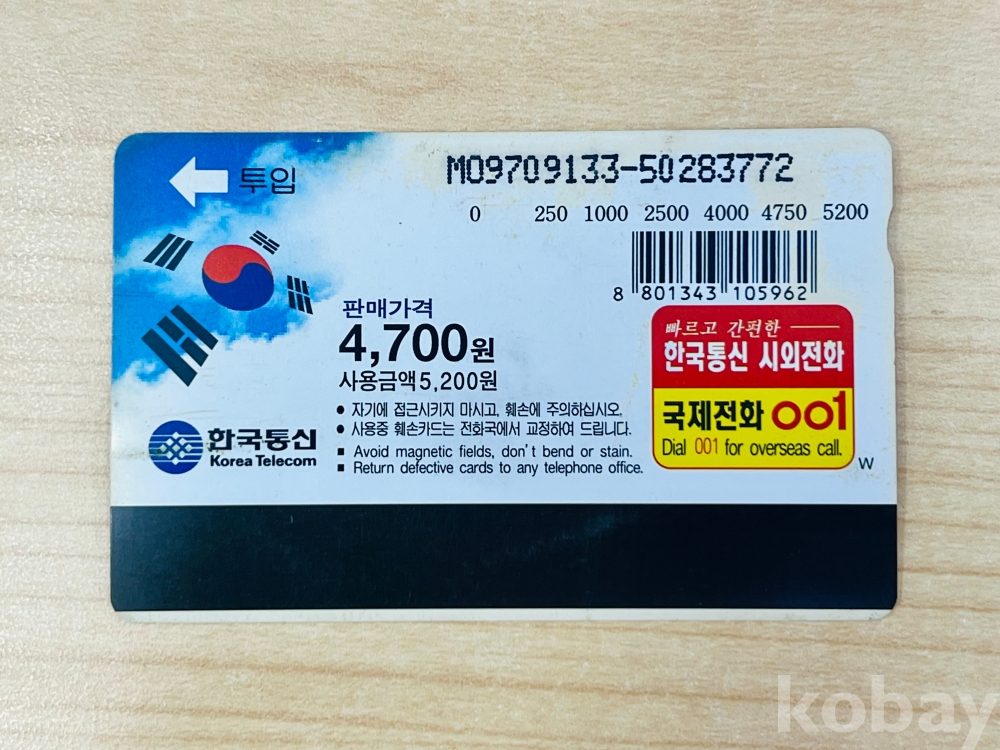 투입
M09709133-50283772
0 250 1000 2500 4000 4750 5200
8 801343 105962
판매가격
4,700원
사용금액5,200원
● 자기에 접근시키지 마시고, 훼손에 주의하십시오.
● 사용중 훼손카드는 전화국에서 교정하여 드립니다.
■ Avoid magnetic fields, don't bend or stain.
■ Return defective cards to any telephone office.
한국통신
Korea Telecom
빠르고 간편한
한국통신 시외전화
국제전화 001
Dial 001 for overseas call.
W
kobay